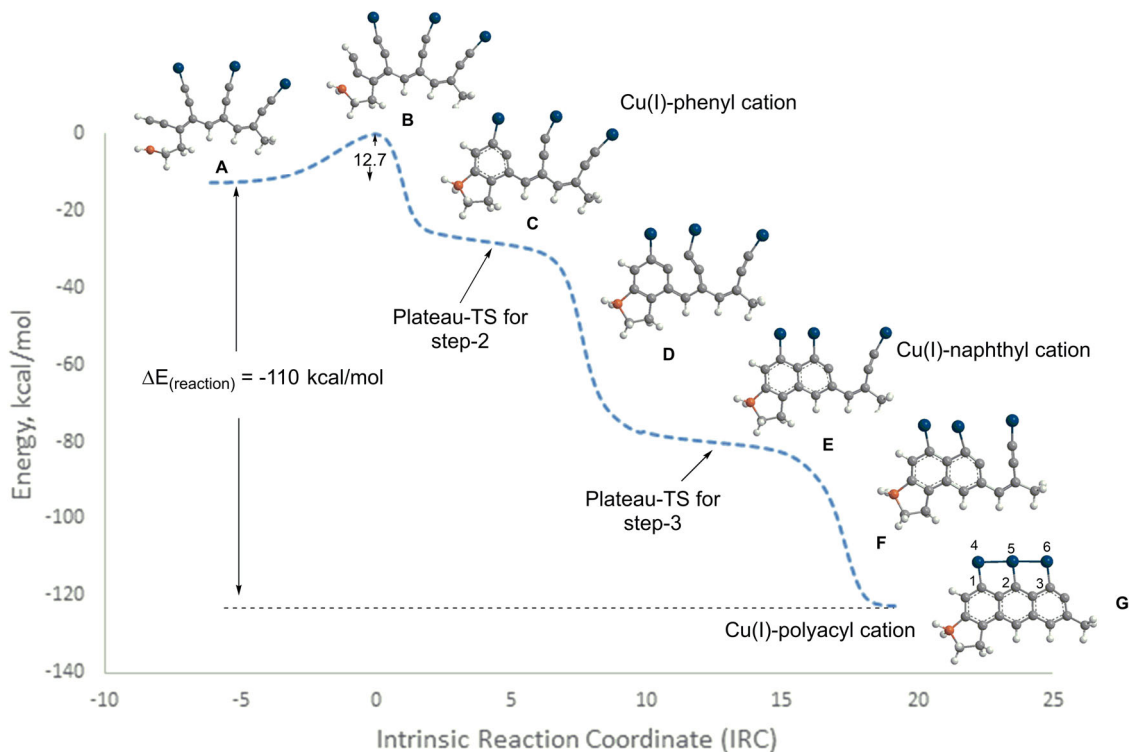 Cu(I)-phenyl cation
A
B
12.7
C
Plateau-TS for
step-2
D
ΔE(reaction) = -110 kcal/mol
Cu(I)-naphthyl cation
E
Plateau-TS for
step-3
F
4 5 6
1 2 3
G
Cu(I)-polyacyl cation
Energy, kcal/mol
0
-20
-40
-60
-80
-100
-120
-140
-10 -5 0 5 10 15 20 25
Intrinsic Reaction Coordinate (IRC)